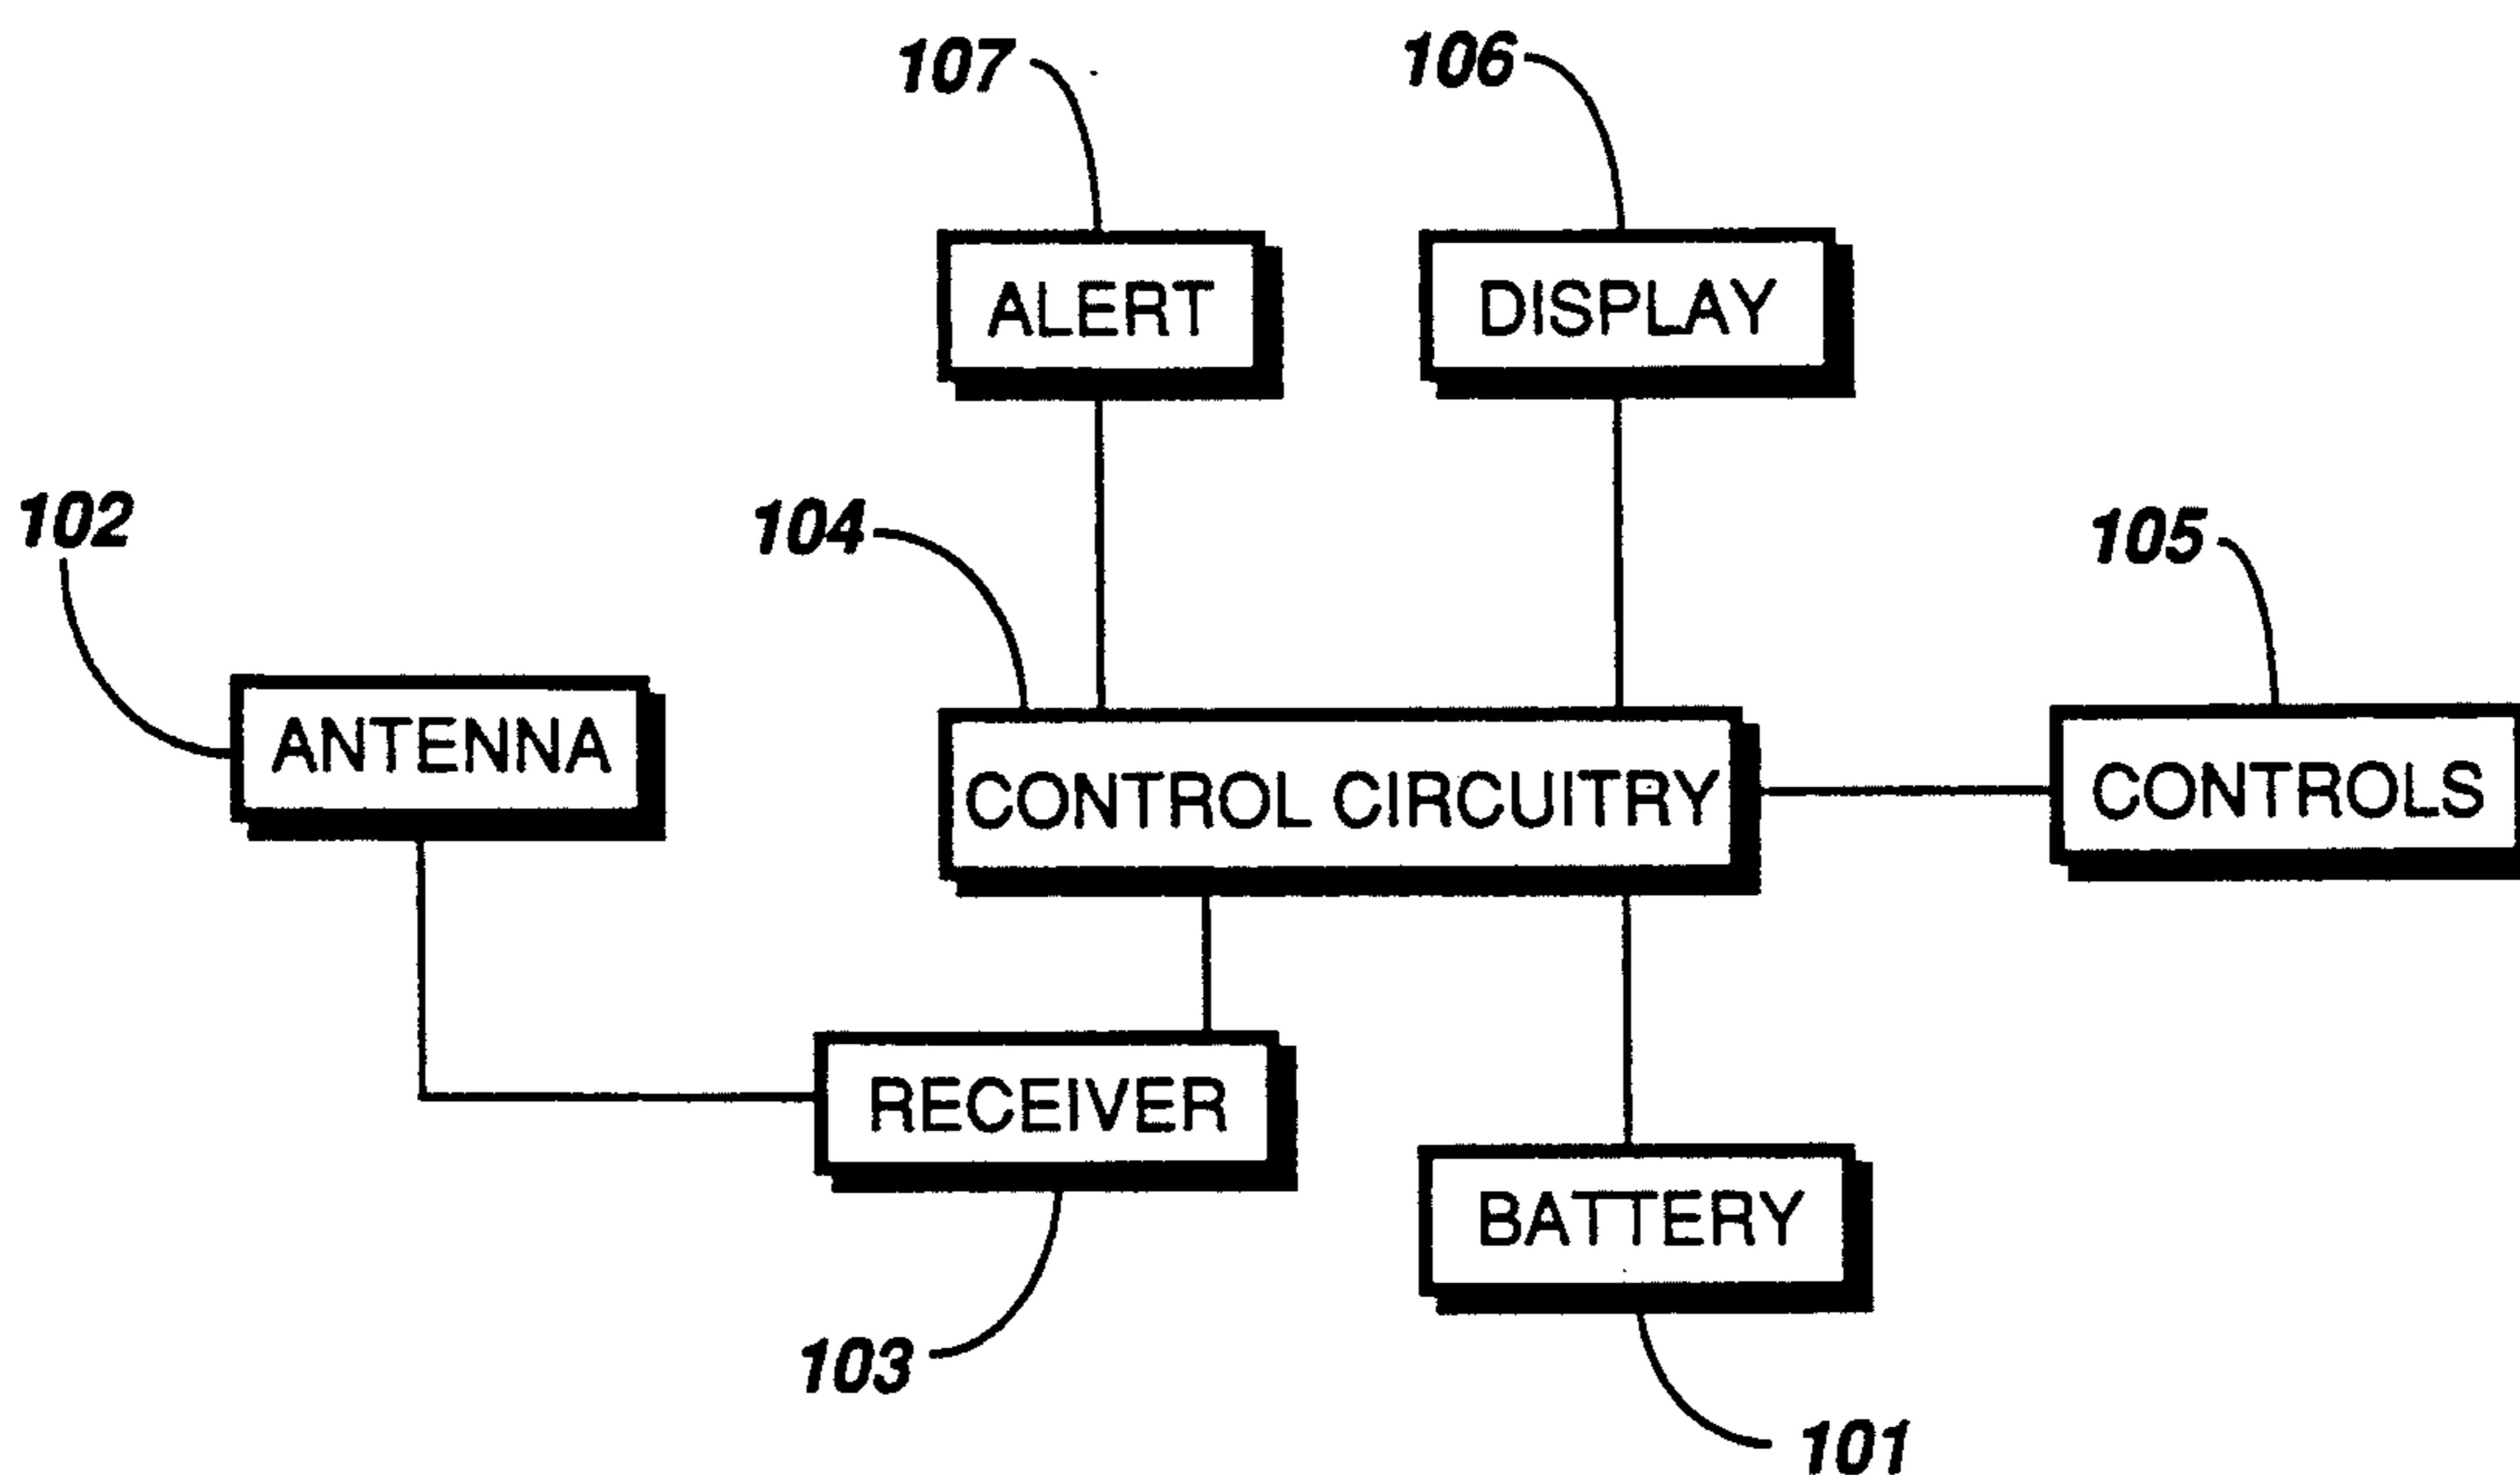 107
106
ALERT
DISPLAY
102
104
105
ANTENNA
CONTROL CIRCUITRY
CONTROLS
RECEIVER
BATTERY
103
101